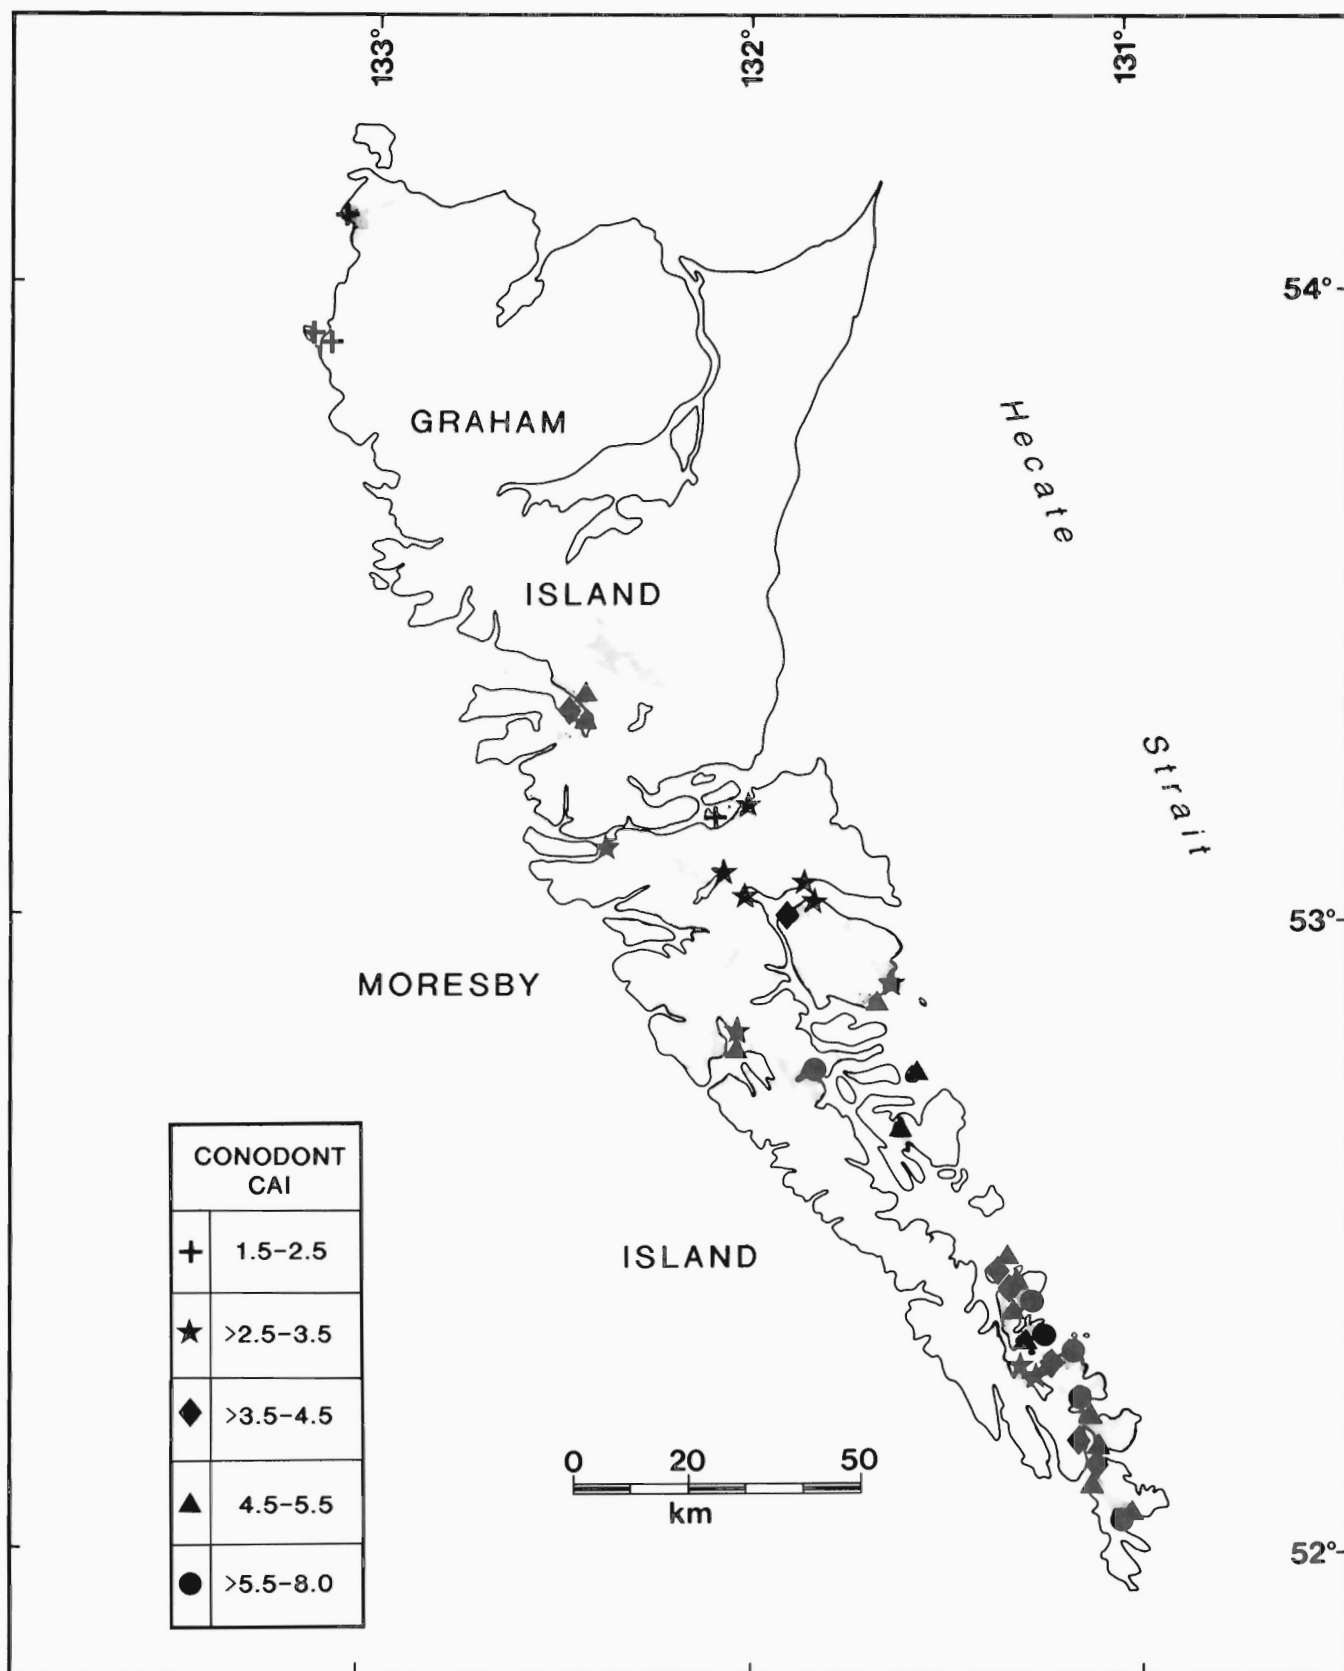 133° 132° 131°
54°
GRAHAM
Hecate
ISLAND
Strait
53°
MORESBY
CONODONT
CAI
ISLAND
1.5-2.5
>2.5-3.5
>3.5-4.5
0 20 50
km
4.5-5.5
52°
>5.5-8.0